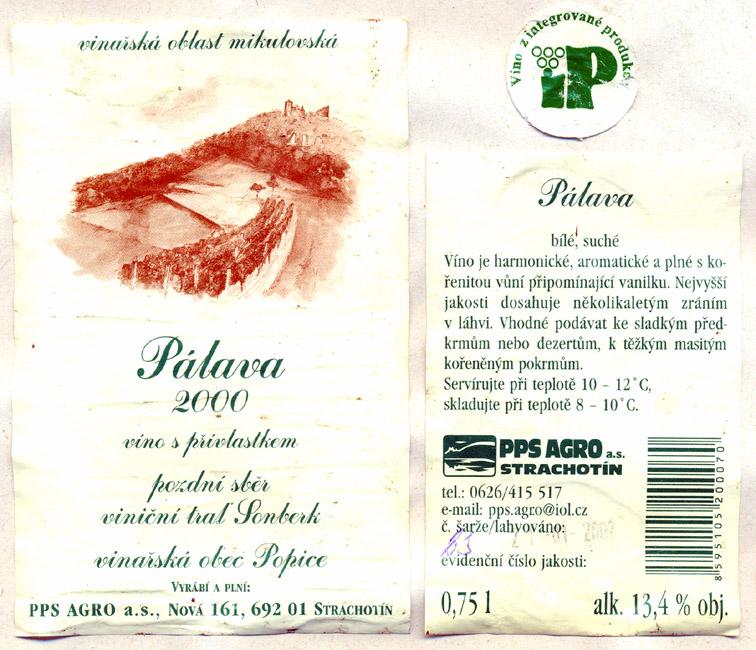 vinařská oblast mikulovská
Pálava
2000
víno s přívlastkem
pozdní sběr
viniční trať Sonberk
vinařská obec Popice
VYRÁBÍ A PLNÍ:
PPS AGRO a.s., NOVÁ 161, 692 01 STRACHOTÍN
Víno z integrované produkce
iP
Pálava
bílé, suché
Víno je harmonické, aromatické a plné s ko-
řenitou vůní připomínající vanilku. Nejvyšší
jakosti dosahuje několikaletým zráním
v láhvi. Vhodné podávat ke sladkým před-
krmům nebo dezertům, k těžkým masitým
kořeněným pokrmům.
Servírujte při teplotě 10 – 12°C,
skladujte při teplotě 8 – 10°C.
PPS AGRO a.s.
STRACHOTÍN
tel.: 0626/415 517
e-mail: pps.agro@iol.cz
č. šarže/lahvováno:
evidenční číslo jakosti:
0,75 l
alk. 13,4 % obj.
8595105200070